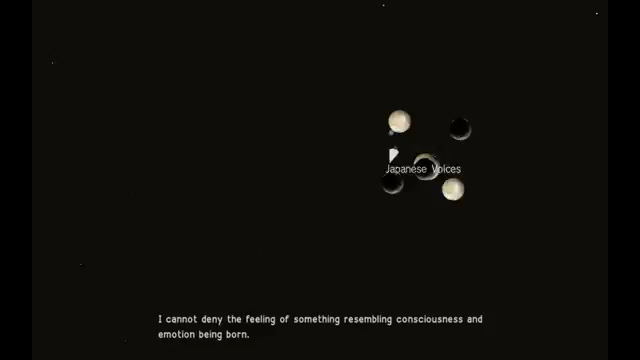 Japanese Voices
I cannot deny the feeling of something resembling consciousness and
emotion being born.